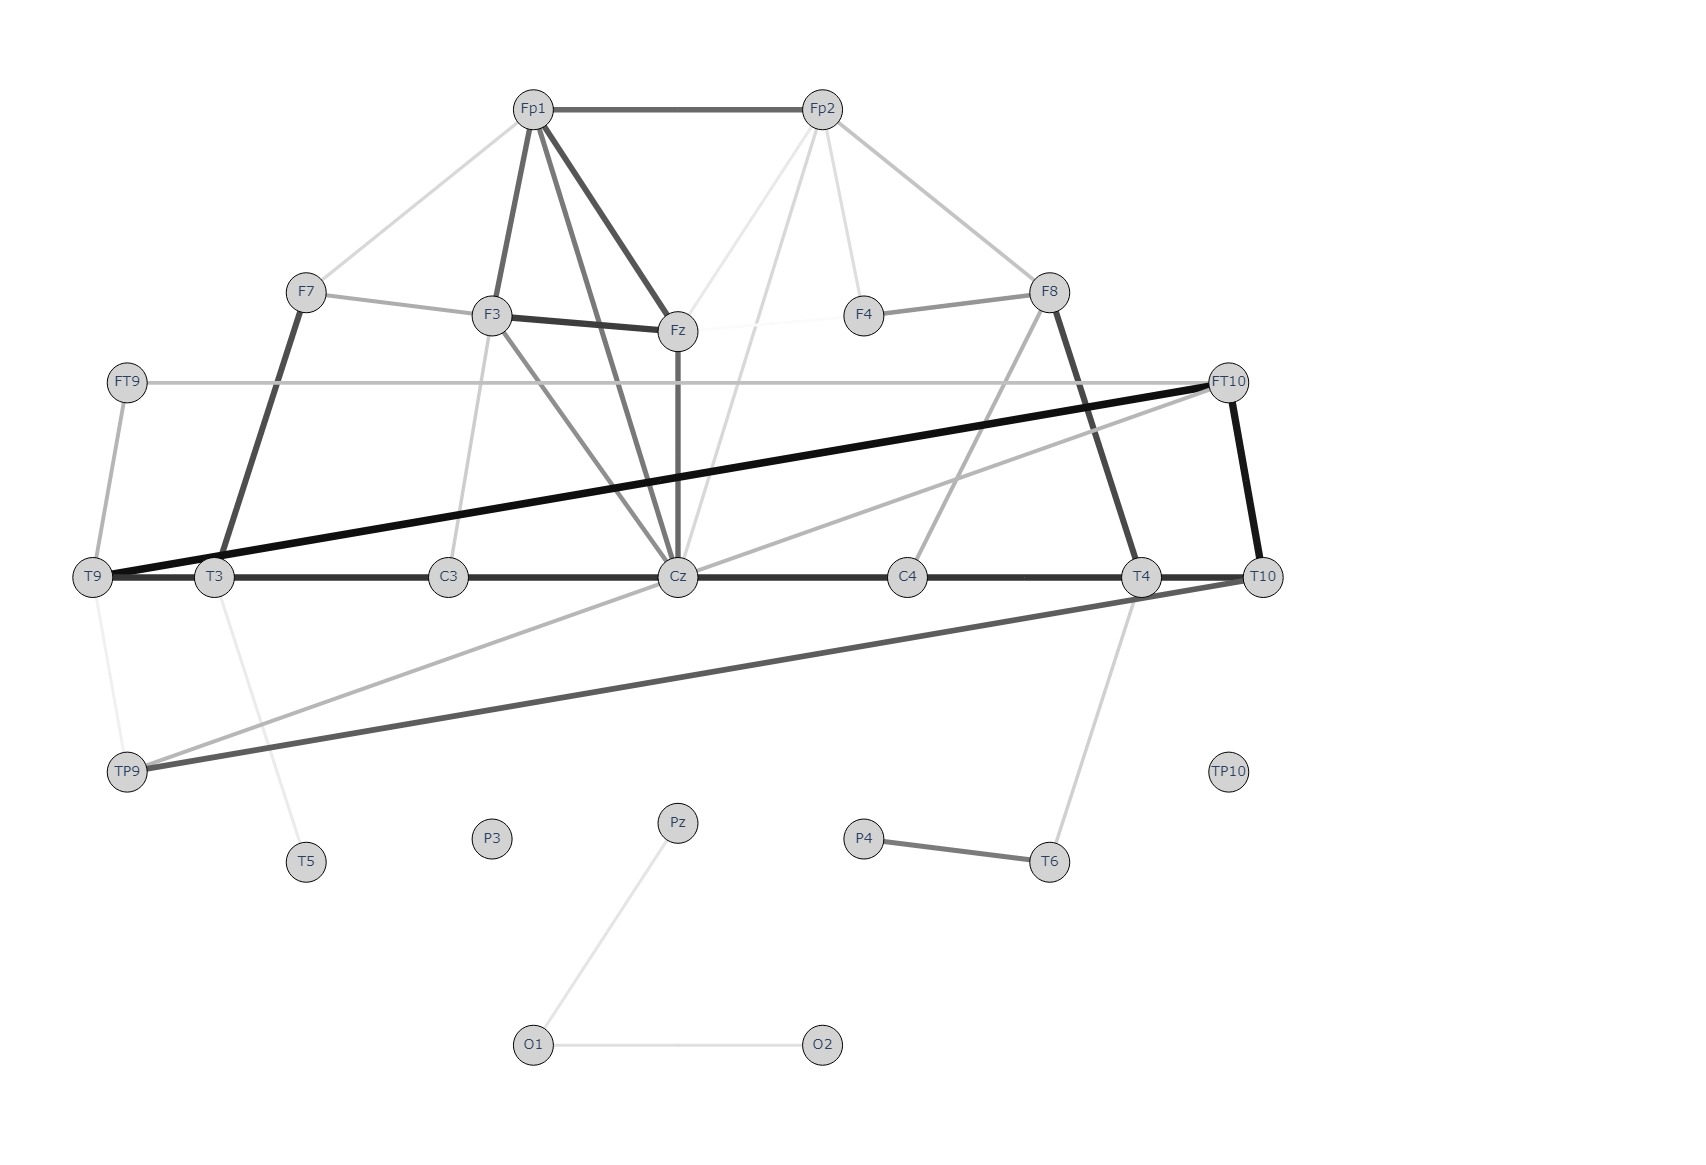 Fp1 Fp2
F7 F3 Fz F4 F8
FT9 FT10
T9 T3 C3 Cz C4 T4 T10
TP9 TP10
T5 P3 Pz P4 T6
O1 O2